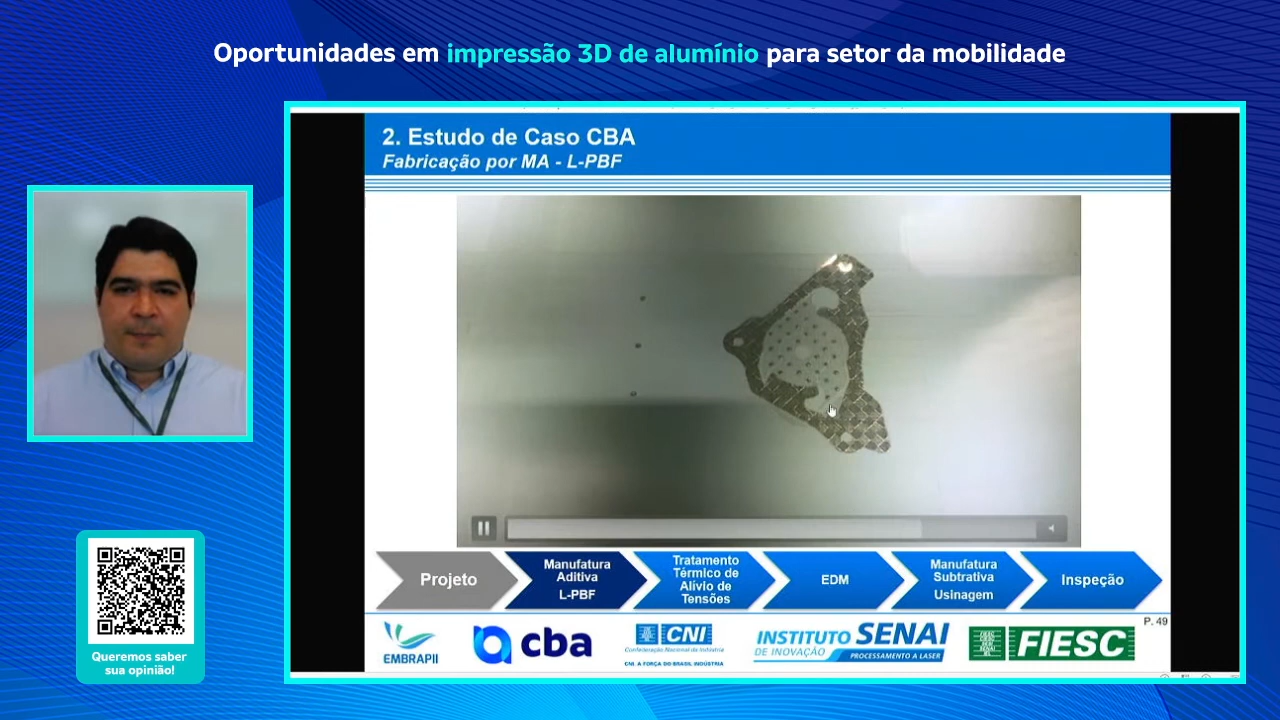 Oportunidades em impressão 3D de alumínio para setor da mobilidade
2. Estudo de Caso CBA
Fabricação por MA - L-PBF
Projeto
Manufatura
Aditiva
L-PBF
Tratamento
Térmico de
Alívio de
Tensões
EDM
Manufatura
Subtrativa
Usinagem
Inspeção
P. 49
EMBRAPII
cba
CNI
Confederação Nacional da Indústria
CNI. A FORÇA DO BRASIL INDÚSTRIA
INSTITUTO SENAI
DE INOVAÇÃO
PROCESSAMENTO A LASER
FIESC
Queremos saber
sua opinião!